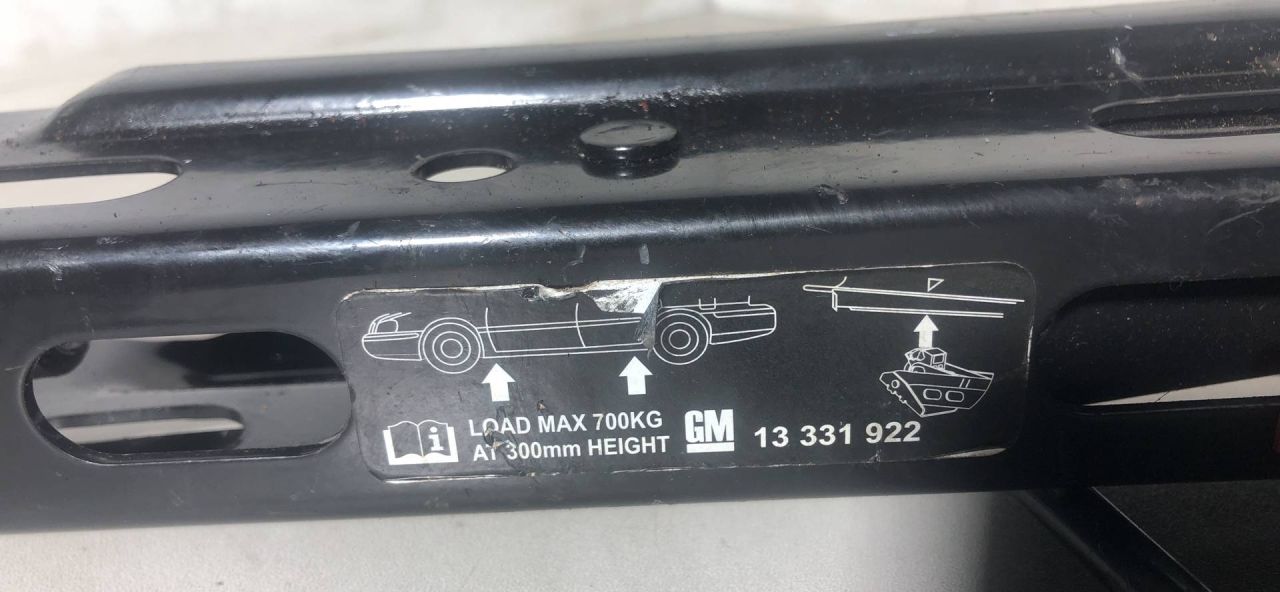 LOAD MAX 700KG
AT 300mm HEIGHT
GM
13 331 922